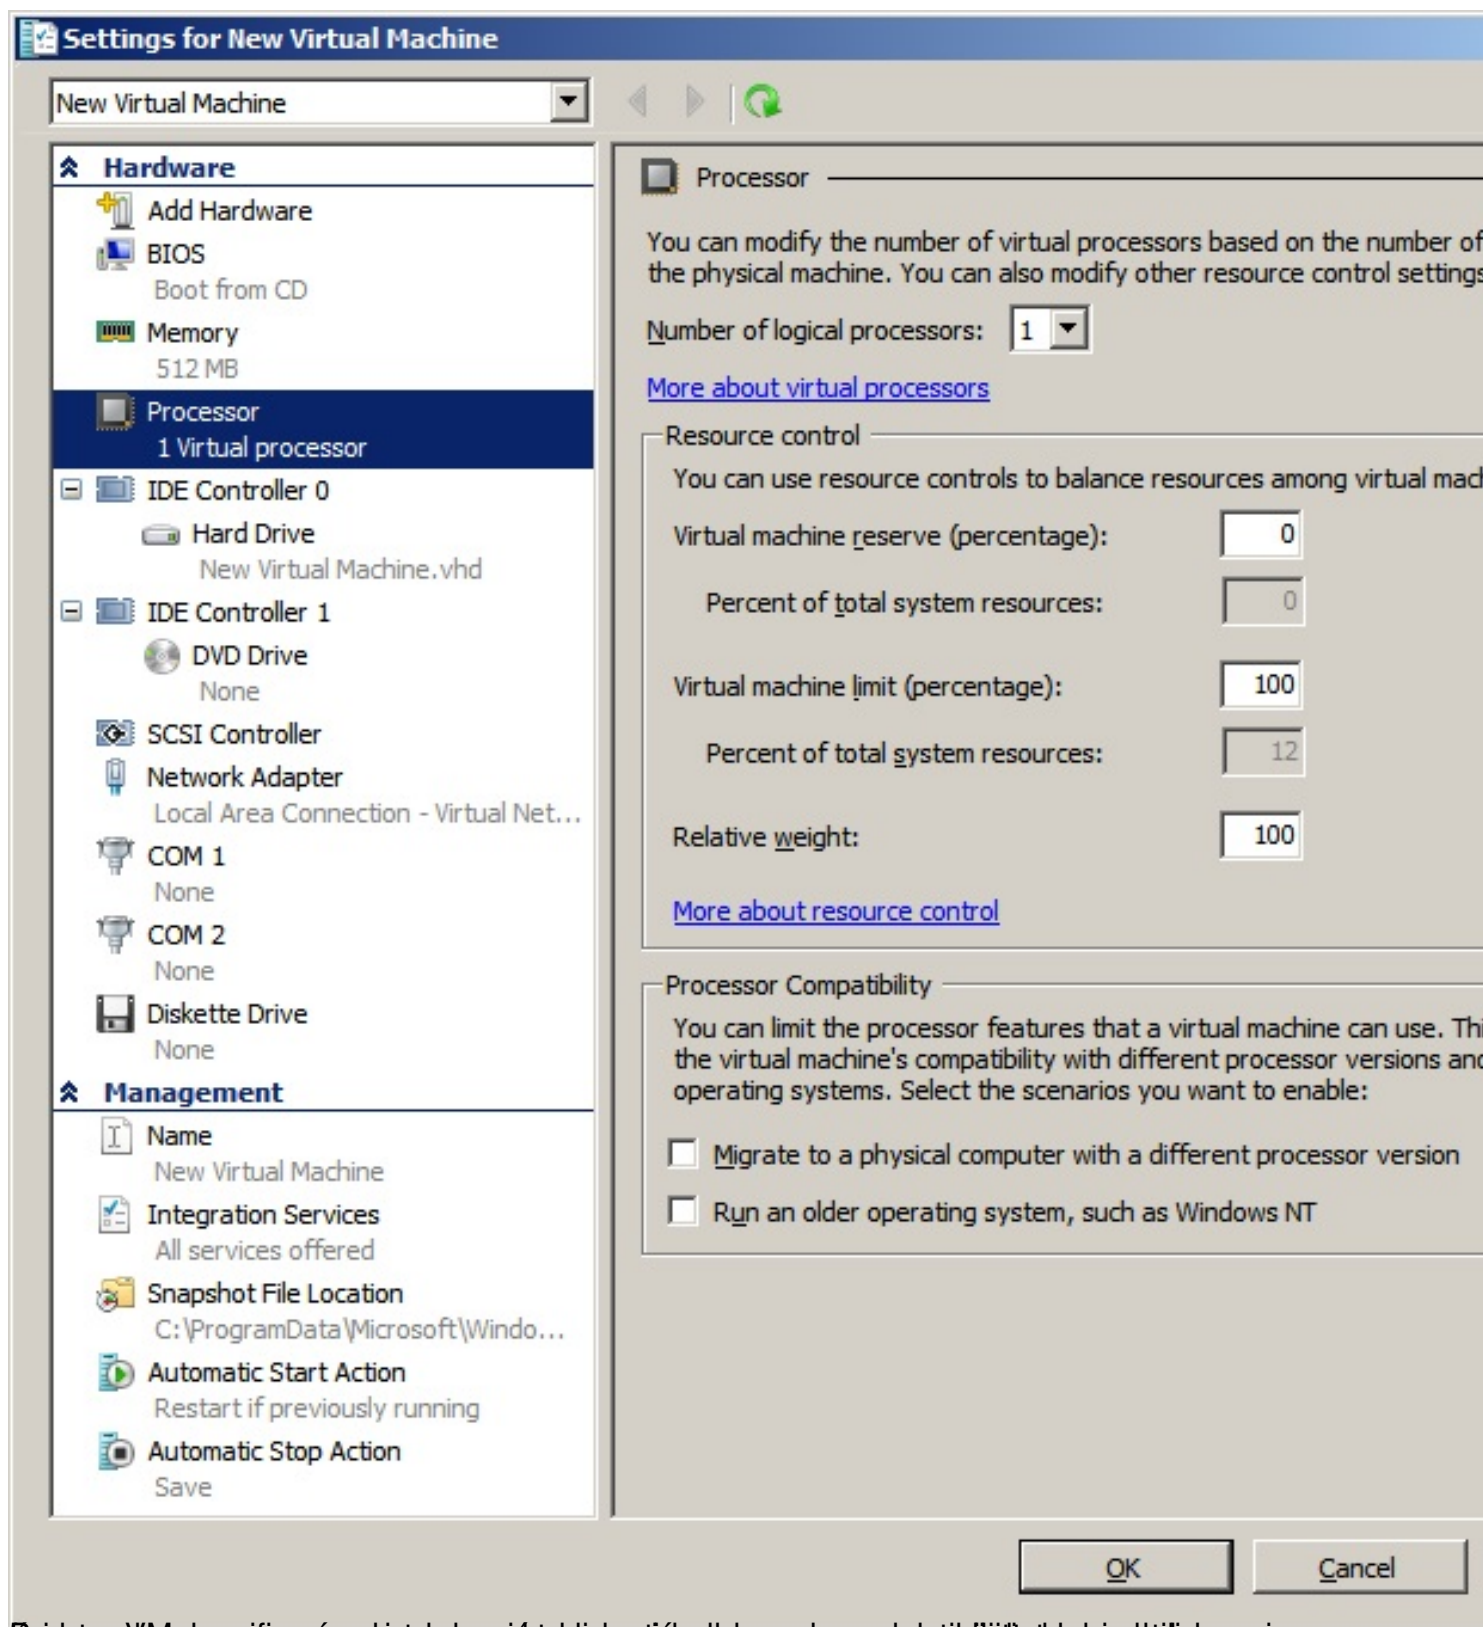 Settings for New Virtual Machine
New Virtual Machine
Hardware
Add Hardware
BIOS
Boot from CD
Memory
512 MB
Processor
1 Virtual processor
IDE Controller 0
Hard Drive
New Virtual Machine.vhd
IDE Controller 1
DVD Drive
None
SCSI Controller
Network Adapter
Local Area Connection - Virtual Net...
COM 1
None
COM 2
None
Diskette Drive
None
Management
Name
New Virtual Machine
Integration Services
All services offered
Snapshot File Location
C:\ProgramData\Microsoft\Windo...
Automatic Start Action
Restart if previously running
Automatic Stop Action
Save
Processor
You can modify the number of virtual processors based on the number of
the physical machine. You can also modify other resource control settings
Number of logical processors: 1
More about virtual processors
Resource control
You can use resource controls to balance resources among virtual mach
Virtual machine reserve (percentage): 0
Percent of total system resources: 0
Virtual machine limit (percentage): 100
Percent of total system resources: 12
Relative weight: 100
More about resource control
Processor Compatibility
You can limit the processor features that a virtual machine can use. Thi
the virtual machine's compatibility with different processor versions and
operating systems. Select the scenarios you want to enable:
Migrate to a physical computer with a different processor version
Run an older operating system, such as Windows NT
OK
Cancel